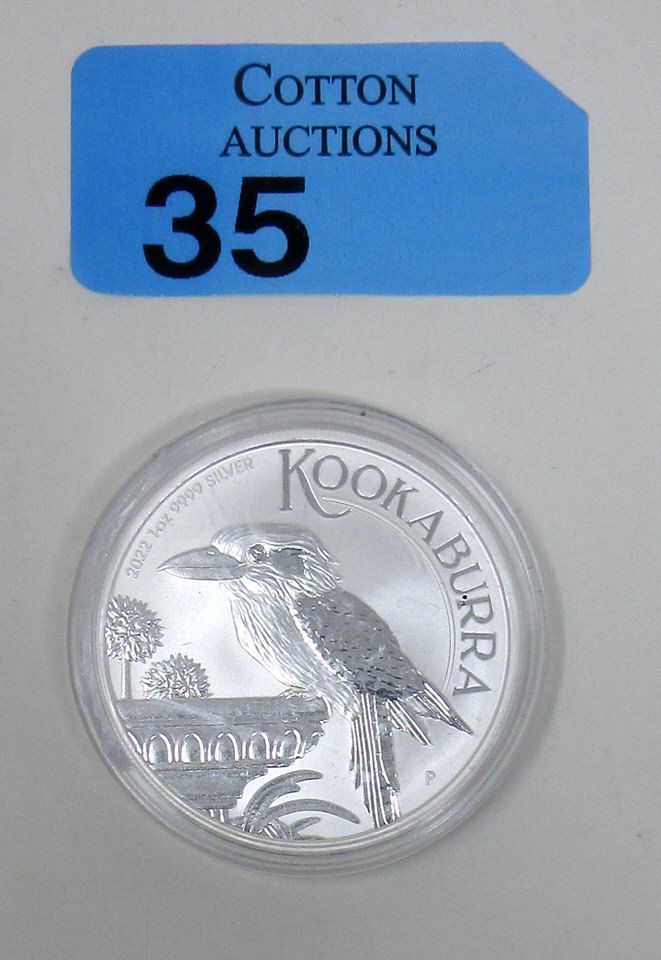 COTTON
AUCTIONS
35
2022 1oz 9999 SILVER
KOOKABURRA
P